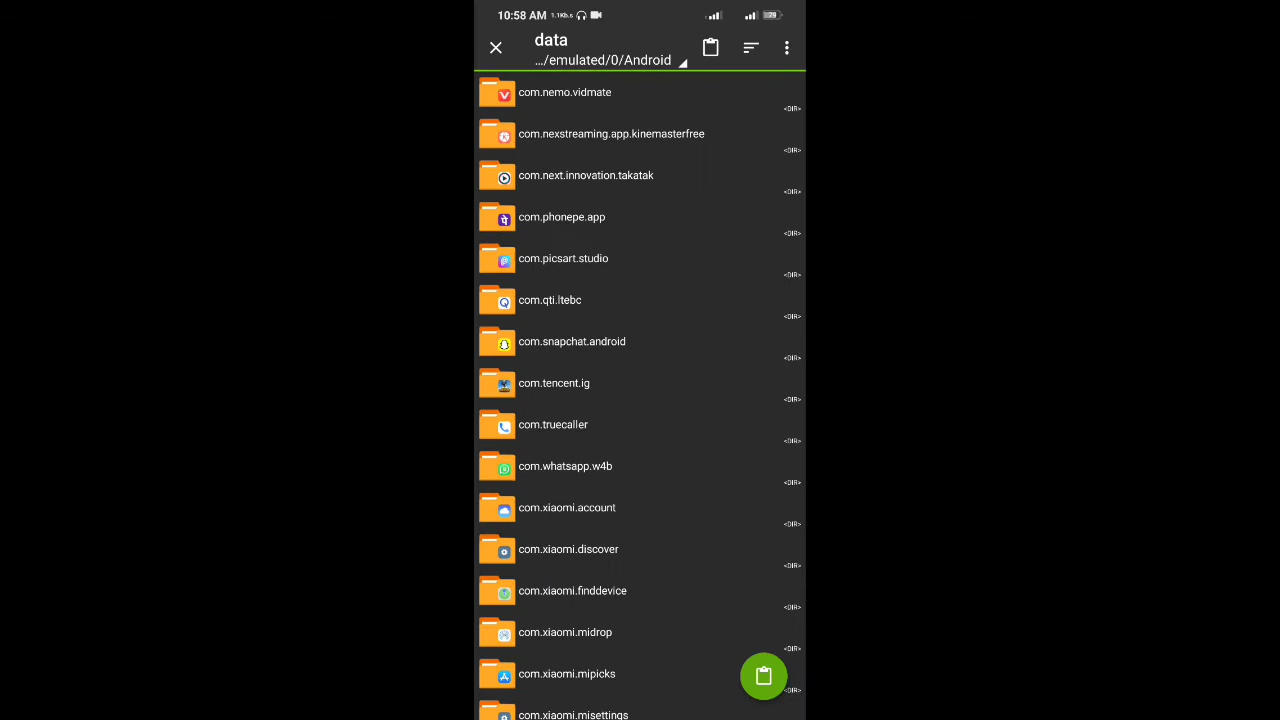 10:58 AM 1.1Kb.s 79
data
…/emulated/0/Android
com.nemo.vidmate
<DIR>
com.nexstreaming.app.kinemasterfree
<DIR>
com.next.innovation.takatak
<DIR>
com.phonepe.app
<DIR>
com.picsart.studio
<DIR>
com.qti.ltebc
<DIR>
com.snapchat.android
<DIR>
com.tencent.ig
<DIR>
com.truecaller
<DIR>
com.whatsapp.w4b
<DIR>
com.xiaomi.account
<DIR>
com.xiaomi.discover
<DIR>
com.xiaomi.finddevice
<DIR>
com.xiaomi.midrop
<DIR>
com.xiaomi.mipicks
<DIR>
com.xiaomi.misettings